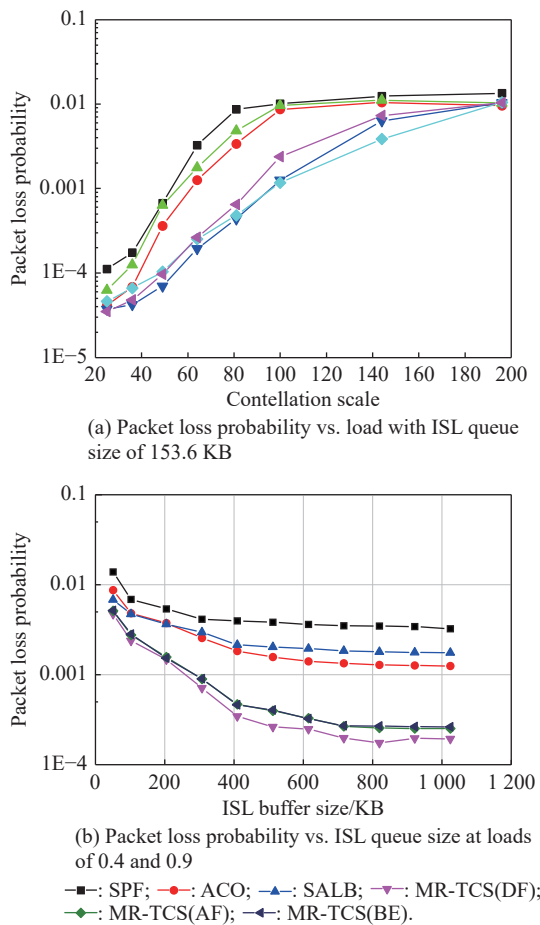 0.1
0.01
0.001
1E−4
1E−5
Packet loss probability
20 40 60 80 100 120 140 160 180 200
Contellation scale
(a) Packet loss probability vs. load with ISL queue
size of 153.6 KB
0.1
0.01
0.001
1E−4
Packet loss probability
0 200 400 600 800 1 000 1 200
ISL buffer size/KB
(b) Packet loss probability vs. ISL queue size at loads
of 0.4 and 0.9
: SPF; : ACO; : SALB; : MR-TCS(DF);
: MR-TCS(AF); : MR-TCS(BE).